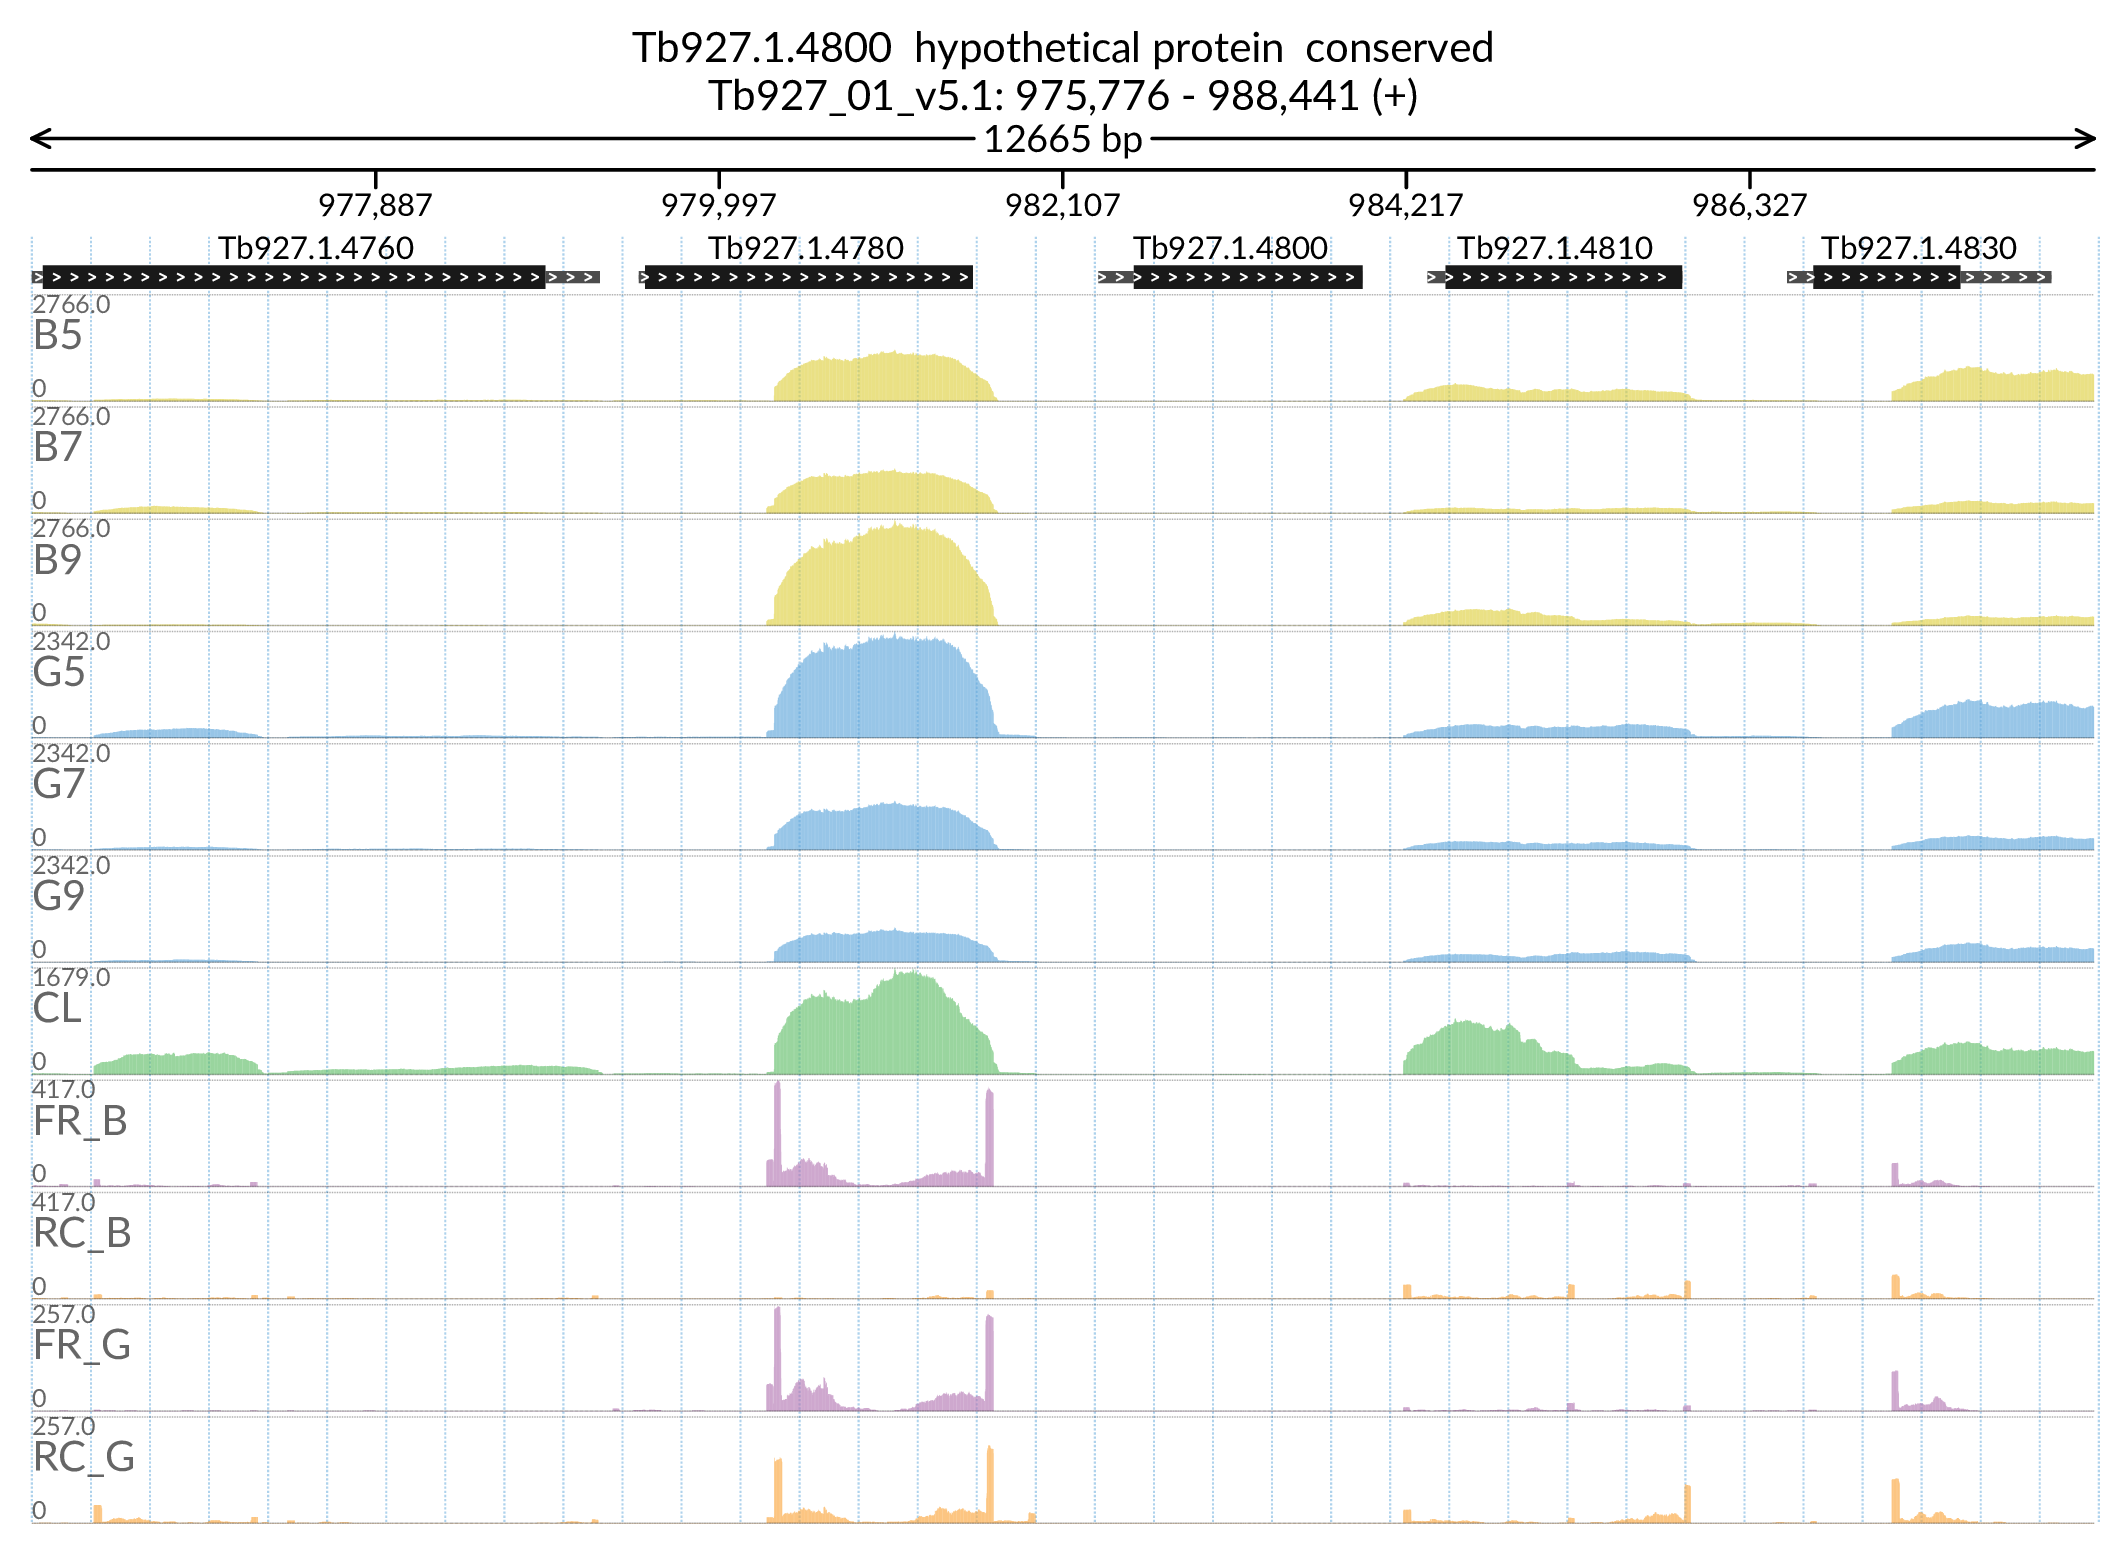 Tb927.1.4800 hypothetical protein conserved
Tb927_01_v5.1: 975,776 - 988,441 (+)
12665 bp
977,887 979,997 982,107 984,217 986,327
Tb927.1.4760 Tb927.1.4780 Tb927.1.4800 Tb927.1.4810 Tb927.1.4830
2766.0
B5
0
2766.0
B7
0
2766.0
B9
0
2342.0
G5
0
2342.0
G7
0
2342.0
G9
0
1679.0
CL
0
417.0
FR_B
0
417.0
RC_B
0
257.0
FR_G
0
257.0
RC_G
0